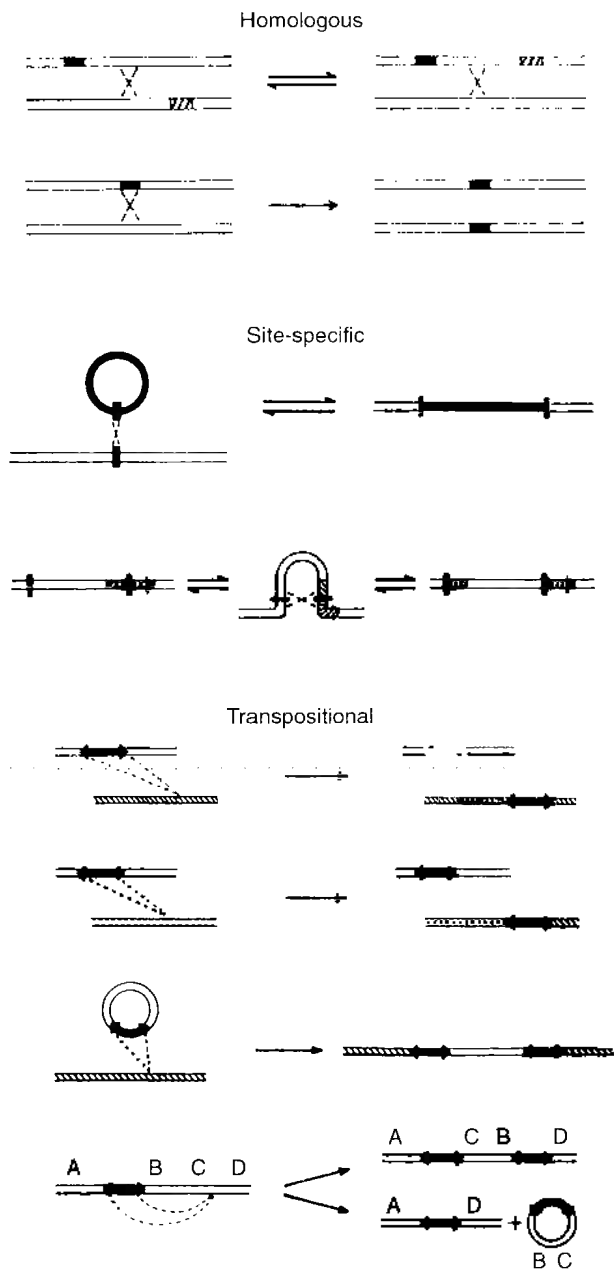 Homologous
Site-specific
Transpositional
A C B D
A B C D
A D
+
B C